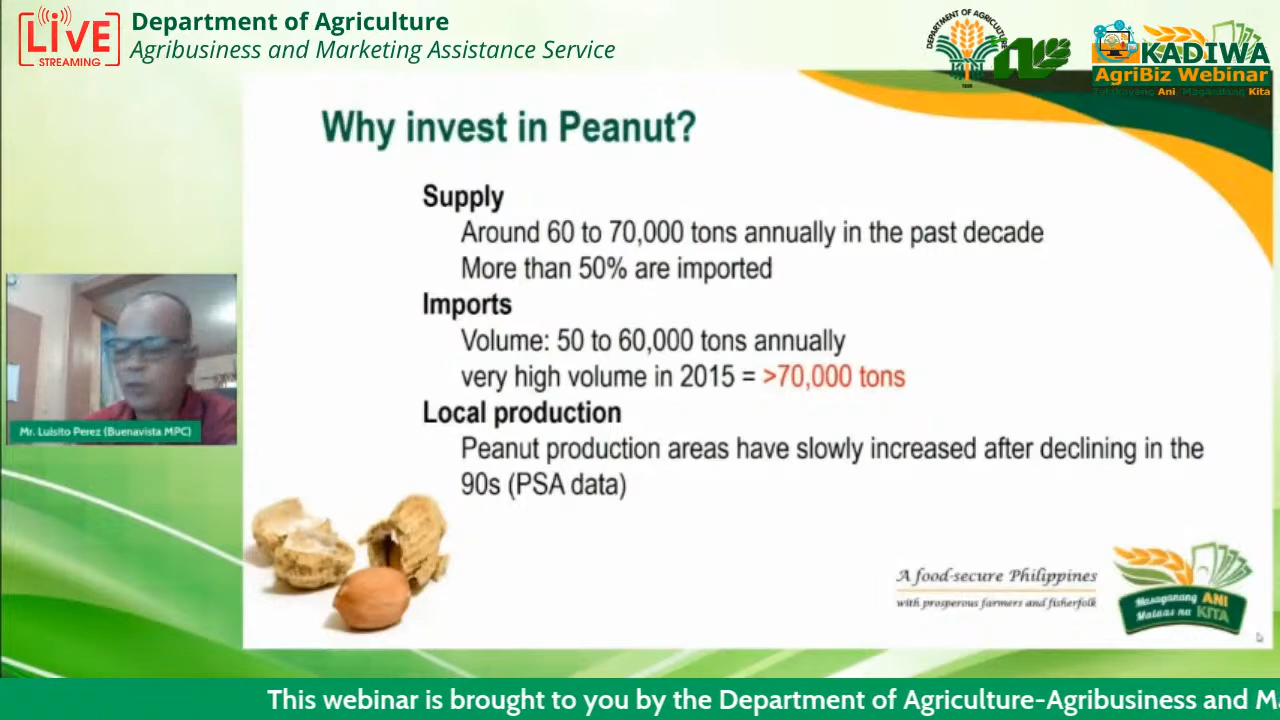 LIVE
STREAMING
Department of Agriculture
Agribusiness and Marketing Assistance Service
DEPARTMENT OF AGRICULTURE
KADIWA
AgriBiz Webinar
Ani Kita
Why invest in Peanut?
Supply
Around 60 to 70,000 tons annually in the past decade
More than 50% are imported
Imports
Volume: 50 to 60,000 tons annually
very high volume in 2015 = >70,000 tons
Local production
Peanut production areas have slowly increased after declining in the
90s (PSA data)
Mr. Luisito Perez (Buenavista MPC)
A food-secure Philippines
with prosperous farmers and fisherfolk
Masaganang ANI
Mataas na KITA
This webinar is brought to you by the Department of Agriculture-Agribusiness and M